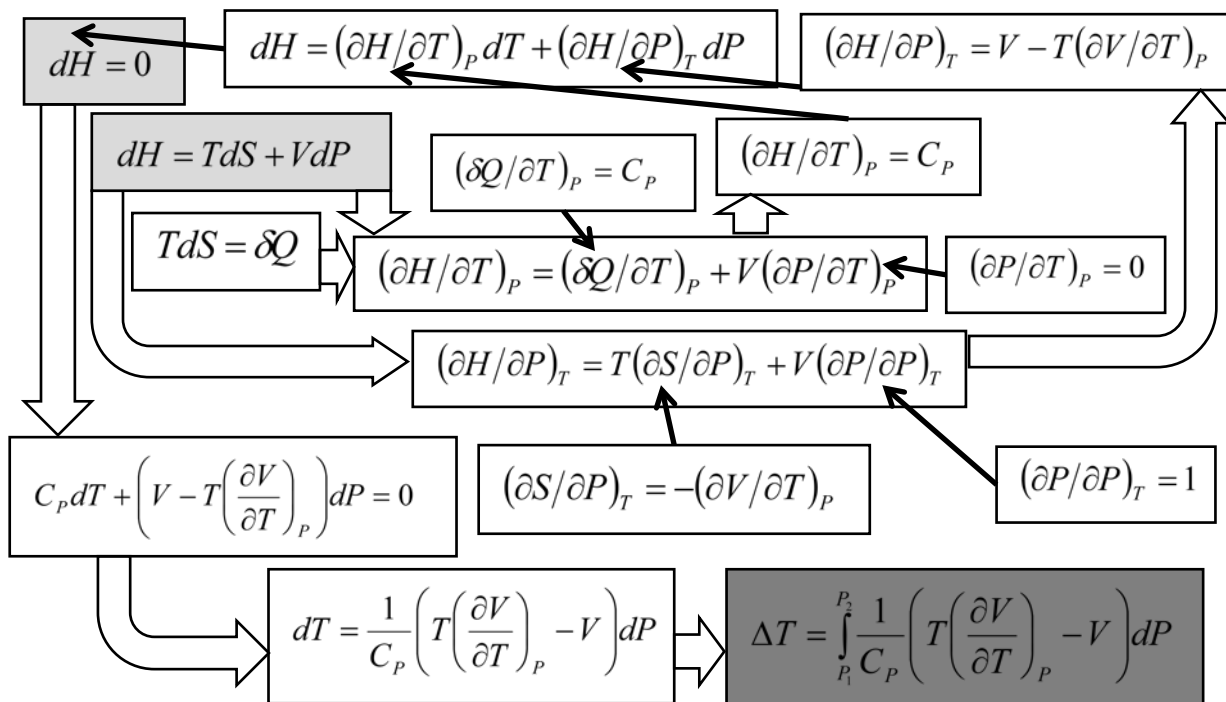 dH = 0
dH = (∂H/∂T)_P dT + (∂H/∂P)_T dP
(∂H/∂P)_T = V − T(∂V/∂T)_P
dH = TdS + VdP
(δQ/∂T)_P = C_P
(∂H/∂T)_P = C_P
TdS = δQ
(∂H/∂T)_P = (δQ/∂T)_P + V(∂P/∂T)_P
(∂P/∂T)_P = 0
(∂H/∂P)_T = T(∂S/∂P)_T + V(∂P/∂P)_T
C_P dT + (V − T(∂V/∂T)_P)dP = 0
(∂S/∂P)_T = −(∂V/∂T)_P
(∂P/∂P)_T = 1
dT = 1/C_P (T(∂V/∂T)_P − V)dP
ΔT = ∫_{P_1}^{P_2} 1/C_P (T(∂V/∂T)_P − V)dP